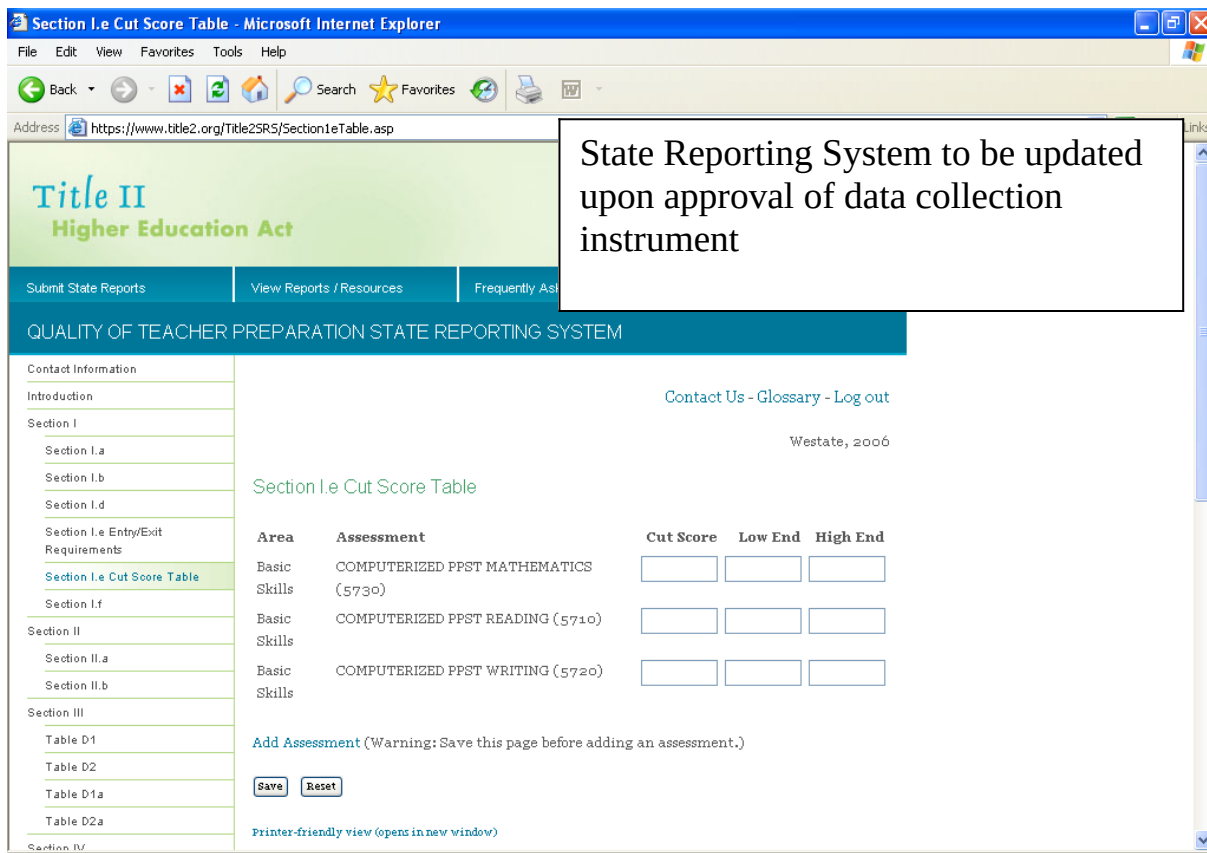 Section I.e Cut Score Table - Microsoft Internet Explorer
File Edit View Favorites Tools Help
Back Search Favorites
Address https://www.title2.org/Title2SRS/Section1eTable.asp
Links
State Reporting System to be updated
upon approval of data collection
instrument
Title II
Higher Education Act
Submit State Reports View Reports / Resources Frequently
QUALITY OF TEACHER PREPARATION STATE REPORTING SYSTEM
Contact Information
Introduction
Section I
Section I.a
Section I.b
Section I.d
Section I.e Entry/Exit
Requirements
Section I.e Cut Score Table
Section I.f
Section II
Section II.a
Section II.b
Section III
Table D1
Table D2
Table D1a
Table D2a
Section IV
Contact Us - Glossary - Log out
Westate, 2006
Section I.e Cut Score Table
Area Assessment Cut Score Low End High End
Basic COMPUTERIZED PPST MATHEMATICS
Skills (5730)
Basic COMPUTERIZED PPST READING (5710)
Skills
Basic COMPUTERIZED PPST WRITING (5720)
Skills
Add Assessment (Warning: Save this page before adding an assessment.)
Save Reset
Printer-friendly view (opens in new window)